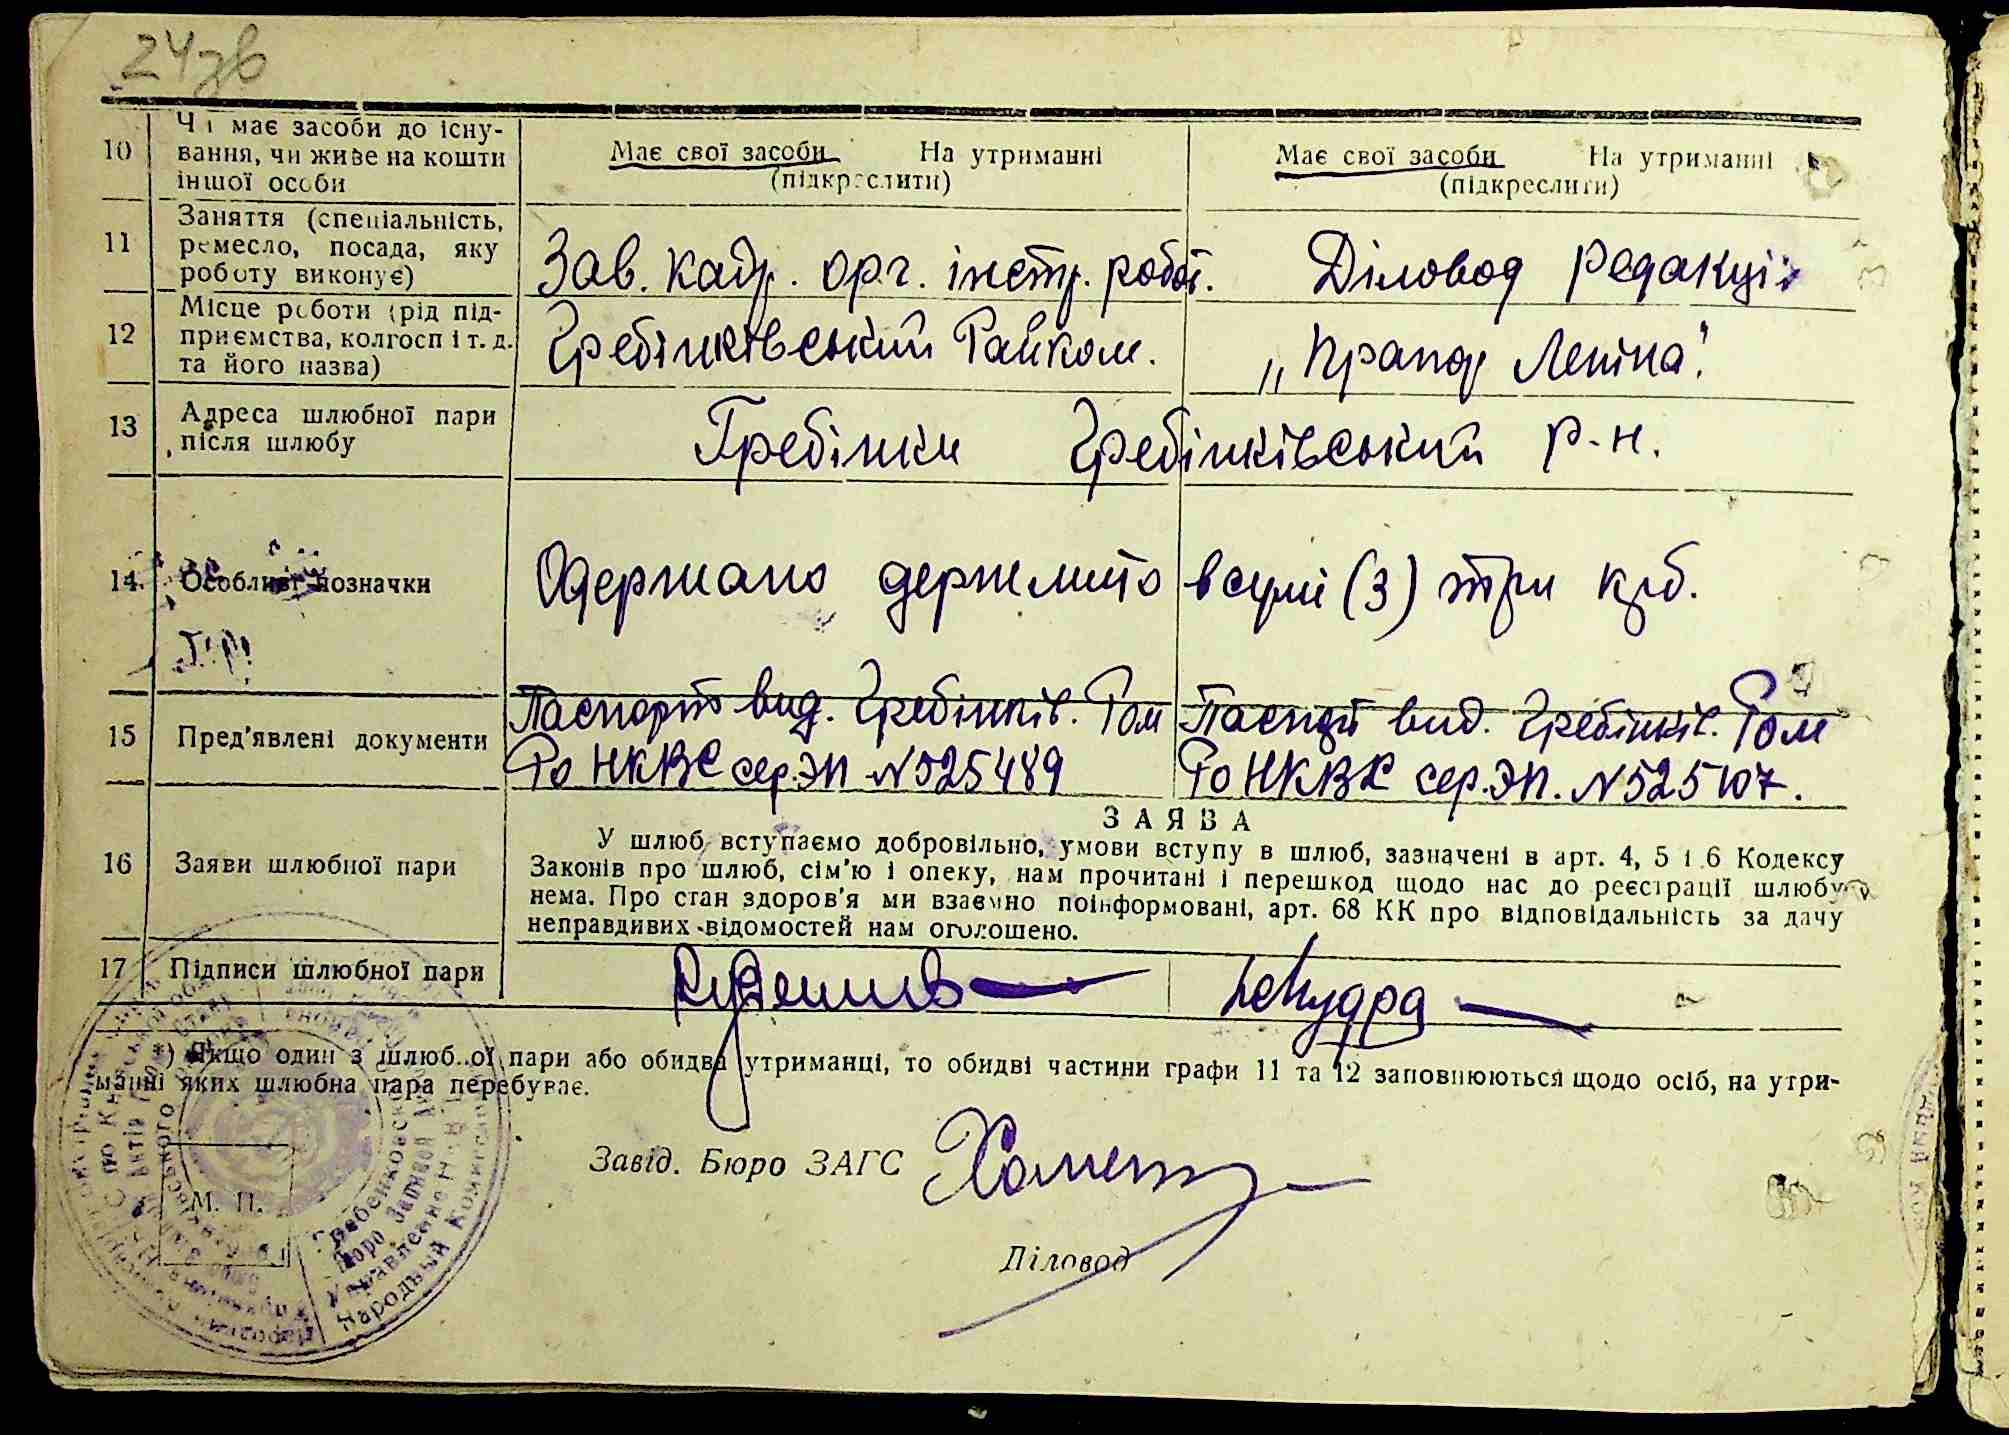 24зв
10 Чи має засоби до існування, чи живе на кошти іншої особи
Має свої засоби На утриманні
(підкреслити)
Має свої засоби На утриманні
(підкреслити)
11 Заняття (спеціальність, ремесло, посада, яку роботу виконує)
Зав. кадр. орг. інстр. робот.
Діловод Редакції
12 Місце роботи (рід підприємства, колгосп і т. д. та його назва)
Гребінківський Райком.
„Прапор Леніна".
13 Адреса шлюбної пари після шлюбу
Гребінки Гребінківський р-н.
14. Особливі позначки
Одержано держмито в сумі (3) три крб.
15 Пред'явлені документи
Паспорт вид. Гребінків. Ром
Ро НКВС сер. ЭП № 525489
Паспорт вид. Гребінків. Ром
Ро НКВС сер. ЭП. № 525107.
16 Заяви шлюбної пари
ЗАЯВА
У шлюб вступаємо добровільно, умови вступу в шлюб, зазначені в арт. 4, 5 і 6 Кодексу
Законів про шлюб, сім'ю і опеку, нам прочитані і перешкод щодо нас до реєстрації шлюбу
нема. Про стан здоров'я ми взаємно поінформовані, арт. 68 КК про відповідальність за дачу
неправдивих відомостей нам оголошено.
17 Підписи шлюбної пари
*) Якщо один з шлюбної пари або обидва утриманці, то обидві частини графи 11 та 12 заповнюються щодо осіб, на утри-
манні яких шлюбна пара перебуває.
Завід. Бюро ЗАГС
М. П.
Діловод